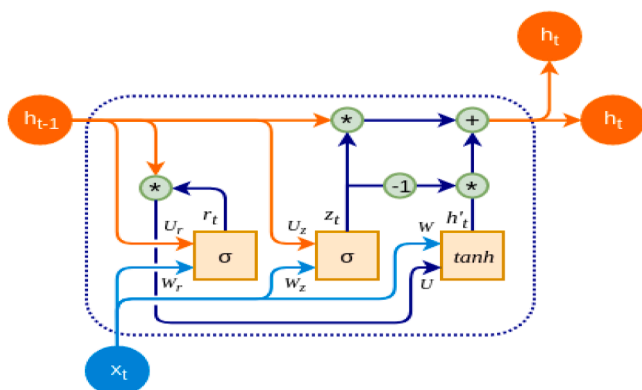 h_t
h_{t-1}
*
+
h_t
*
-1
*
r_t
z_t
h'_t
U_r
U_z
W
σ
σ
tanh
W_r
W_z
U
x_t